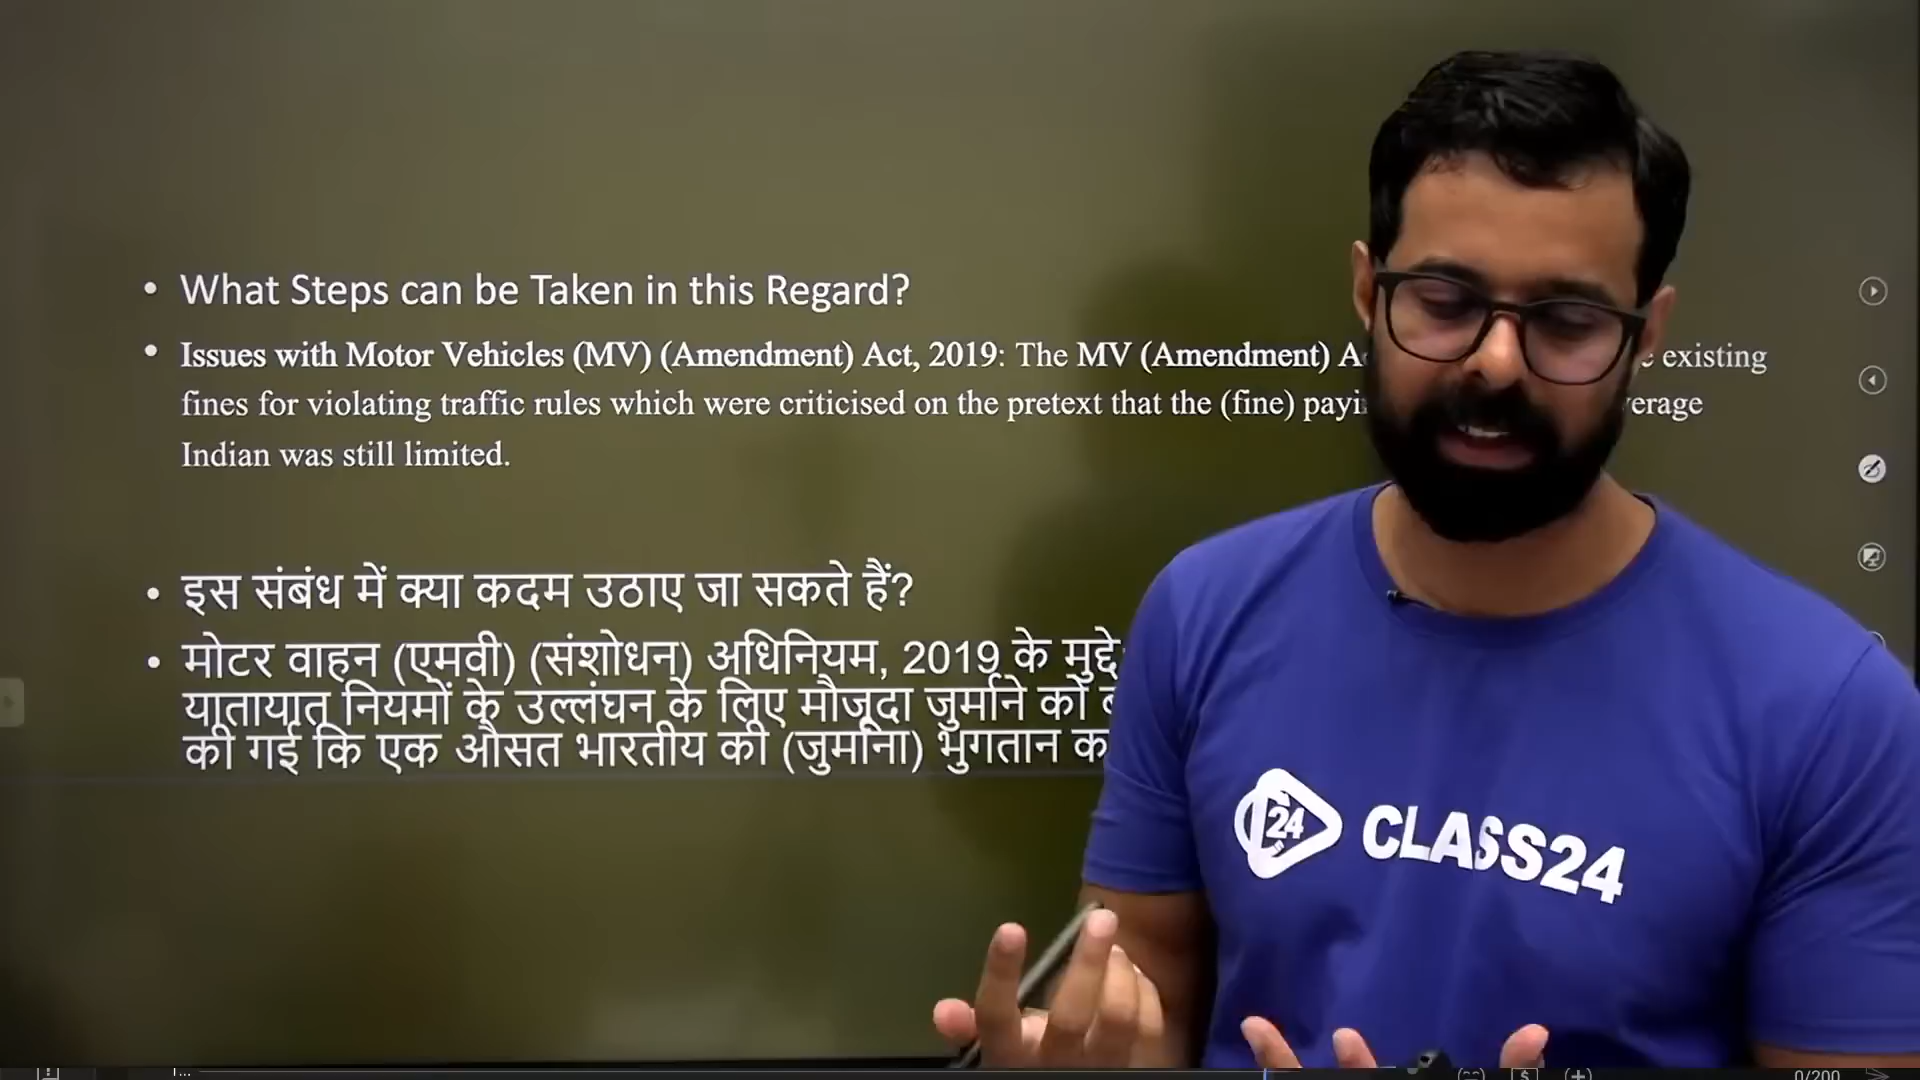 What Steps can be Taken in this Regard?
Issues with Motor Vehicles (MV) (Amendment) Act, 2019: The MV (Amendment) existing
fines for violating traffic rules which were criticised on the pretext that the (fine)
Indian was still limited.
इस संबंध में क्या कदम उठाए जा सकते हैं?
मोटर वाहन (एमवी) (संशोधन) अधिनियम, 2019 के मुद्दे
यातायात नियमों के उल्लंघन के लिए मौजूदा जुर्माने को
की गई कि एक औसत भारतीय की (जुर्माना) भुगतान
24 CLASS24
0/200